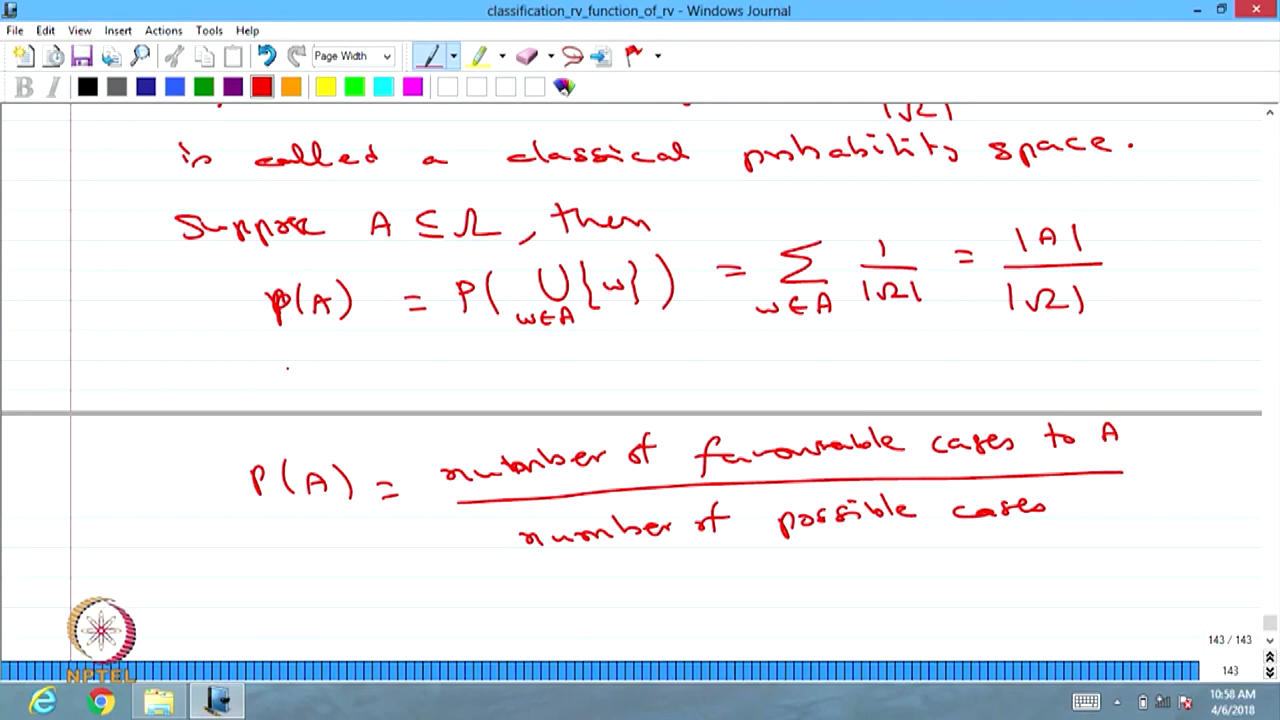 classification_rv_function_of_rv - Windows Journal
File Edit View Insert Actions Tools Help
Page Width
B I
|Ω|
is called a classical probability space.
Suppose A ⊆ Ω, then
P(A) = P( ∪_{w∈A} {w} ) = Σ_{w∈A} 1/|Ω| = |A|/|Ω|
P(A) = number of favourable cases to A / number of possible cases
NPTEL
143 / 143
143
10:58 AM
4/6/2018